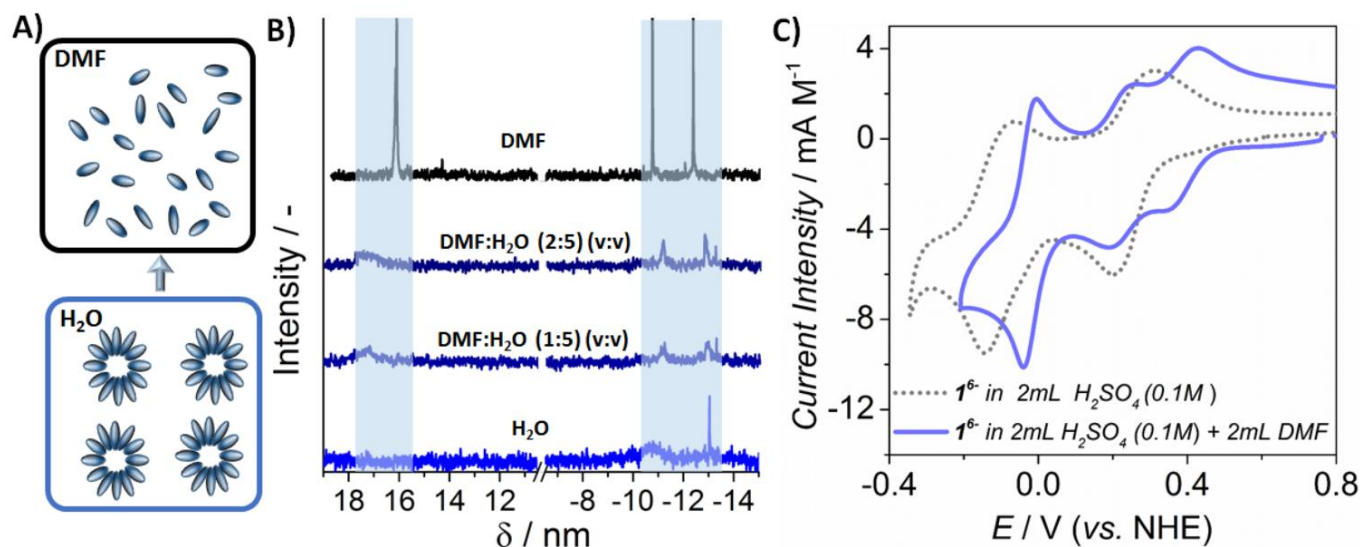 A)
DMF
H₂O
B)
DMF
DMF:H₂O (2:5) (v:v)
DMF:H₂O (1:5) (v:v)
H₂O
Intensity / -
18 16 14 12 -10 -8 -10 -12 -14
δ / nm
C)
4
0
-4
-8
-12
Current Intensity / mA M⁻¹
1⁶⁻ in 2mL H₂SO₄ (0.1M)
1⁶⁻ in 2mL H₂SO₄ (0.1M) + 2mL DMF
-0.4 0.0 0.4 0.8
E / V (vs. NHE)